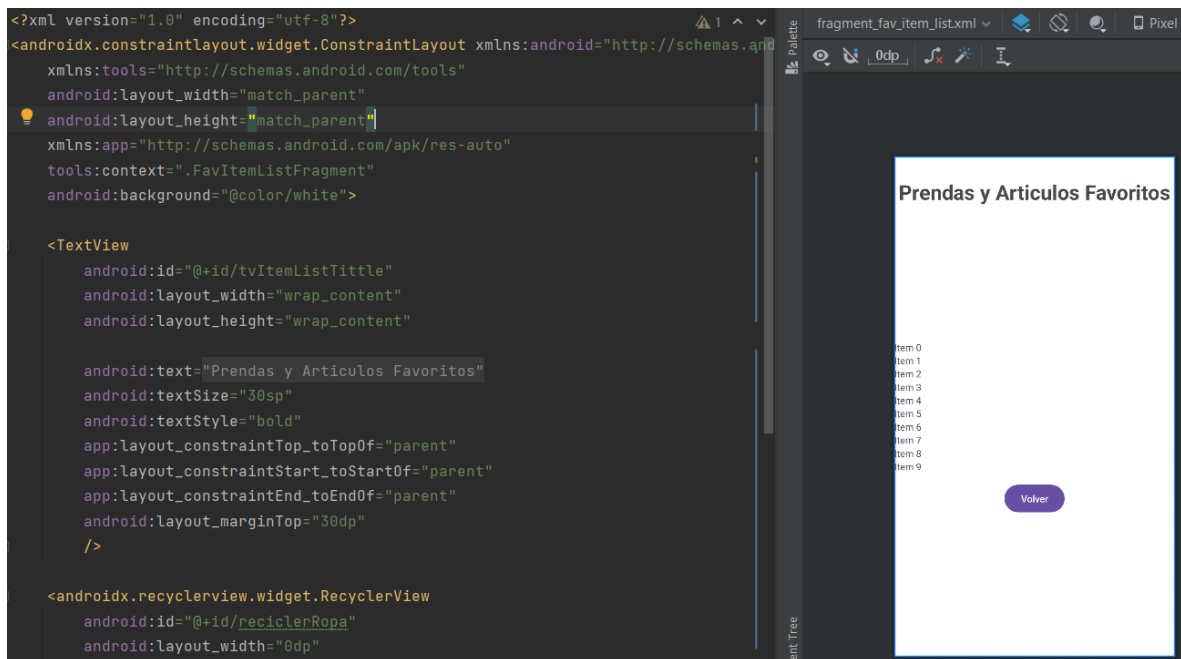 <?xml version="1.0" encoding="utf-8"?>
1
<androidx.constraintlayout.widget.ConstraintLayout xmlns:android="http://schemas.and
xmlns:tools="http://schemas.android.com/tools"
android:layout_width="match_parent"
android:layout_height="match_parent"
xmlns:app="http://schemas.android.com/apk/res-auto"
tools:context=".FavItemListFragment"
android:background="@color/white">
<TextView
android:id="@+id/tvItemListTittle"
android:layout_width="wrap_content"
android:layout_height="wrap_content"
android:text="Prendas y Articulos Favoritos"
android:textSize="30sp"
android:textStyle="bold"
app:layout_constraintTop_toTopOf="parent"
app:layout_constraintStart_toStartOf="parent"
app:layout_constraintEnd_toEndOf="parent"
android:layout_marginTop="30dp"
/>
<androidx.recyclerview.widget.RecyclerView
android:id="@+id/reciclerRopa"
android:layout_width="0dp"
Palette
ent Tree
fragment_fav_item_list.xml
Pixel
0dp
Prendas y Articulos Favoritos
Item 0
Item 1
Item 2
Item 3
Item 4
Item 5
Item 6
Item 7
Item 8
Item 9
Volver